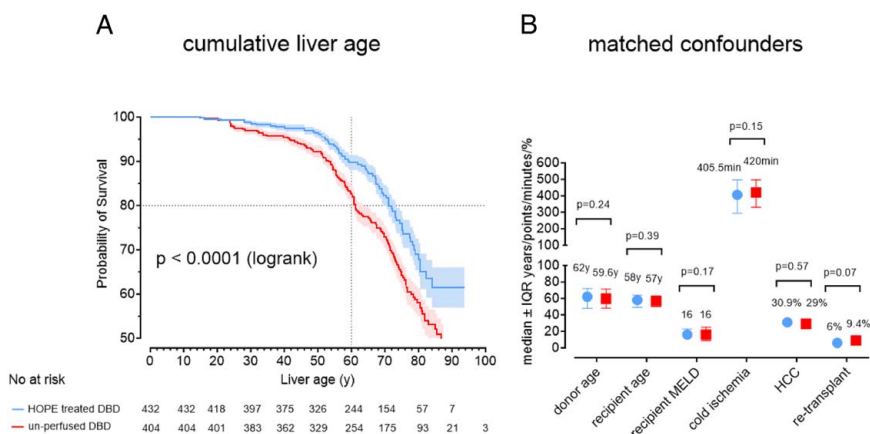 A
cumulative liver age
Probability of Survival
100
90
80
70
60
50
p < 0.0001 (logrank)
0 10 20 30 40 50 60 70 80 90 100
Liver age (y)
No at risk
HOPE treated DBD 432 432 418 397 375 326 244 154 57 7
un-perfused DBD 404 404 401 383 362 329 254 175 93 21 3
B
matched confounders
median ± IQR years/points/minutes/%
600
500
400
300
200
100
80
60
40
20
0
p=0.24
62y 59.6y
p=0.39
58y 57y
p=0.17
16 16
p=0.15
405.5min 420min
p=0.57
30.9% 29%
p=0.07
6% 9.4%
donor age
recipient age
recipient MELD
cold ischemia
HCC
re-transplant